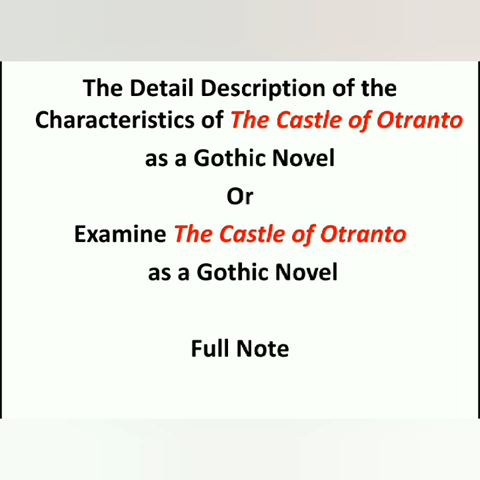 The Detail Description of the
Characteristics of The Castle of Otranto
as a Gothic Novel
Or
Examine The Castle of Otranto
as a Gothic Novel
Full Note